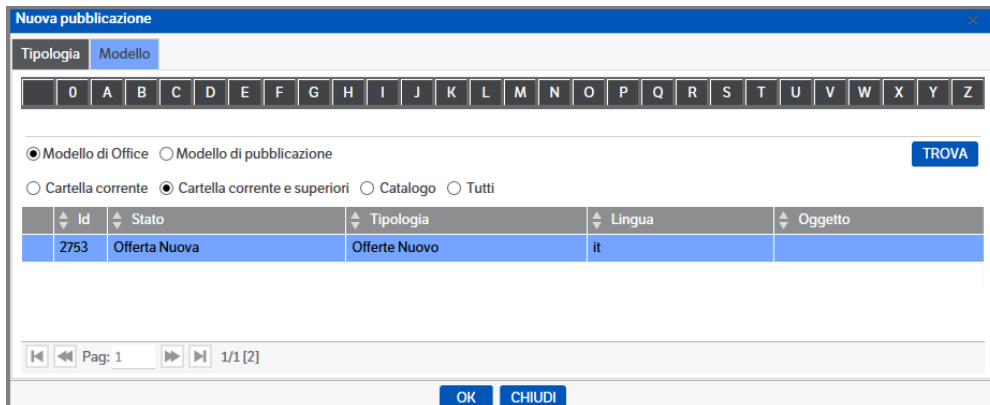 Nuova pubblicazione
Tipologia Modello
0 A B C D E F G H I J K L M N O P Q R S T U V W X Y Z
Modello di Office Modello di pubblicazione TROVA
Cartella corrente Cartella corrente e superiori Catalogo Tutti
Id Stato Tipologia Lingua Oggetto
2753 Offerta Nuova Offerte Nuovo it
Pag: 1 1/1 [2]
OK CHIUDI